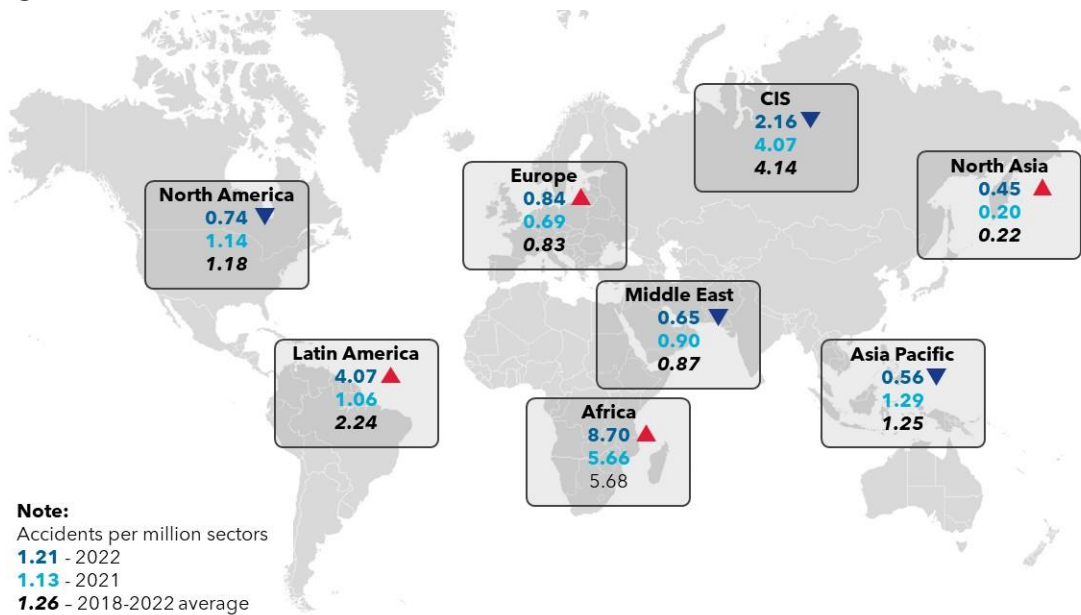 CIS
2.16
4.07
4.14
North Asia
0.45
0.20
0.22
Europe
0.84
0.69
0.83
North America
0.74
1.14
1.18
Middle East
0.65
0.90
0.87
Latin America
4.07
1.06
2.24
Asia Pacific
0.56
1.29
1.25
Africa
8.70
5.66
5.68
Note:
Accidents per million sectors
1.21 - 2022
1.13 - 2021
1.26 – 2018-2022 average